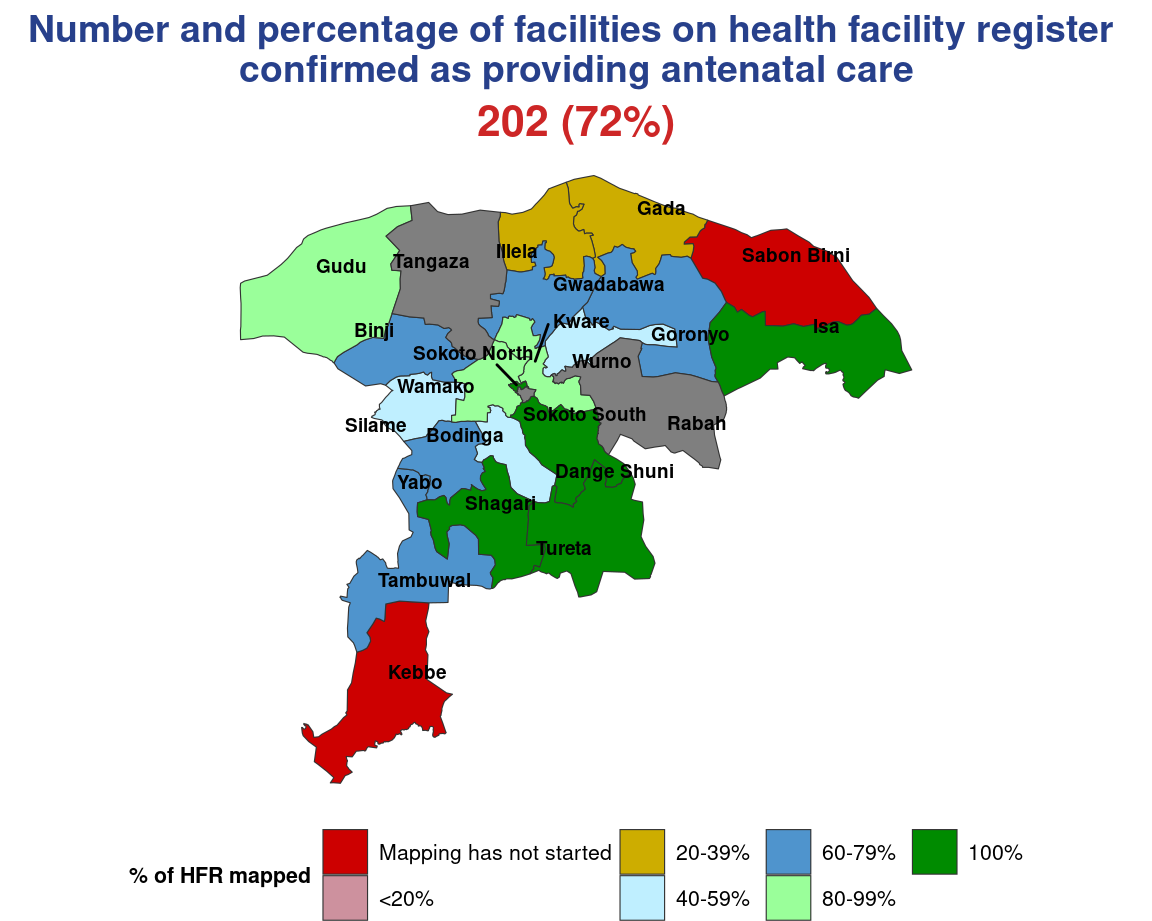 Number and percentage of facilities on health facility register
confirmed as providing antenatal care
202 (72%)
Gada
Illela
Sabon Birni
Gudu
Tangaza
Gwadabawa
Kware
Isa
Binji
Goronyo
Sokoto North
Wurno
Wamako
Sokoto South
Rabah
Silame
Bodinga
Dange Shuni
Yabo
Shagari
Tureta
Tambuwal
Kebbe
% of HFR mapped
Mapping has not started
<20%
20-39%
40-59%
60-79%
80-99%
100%